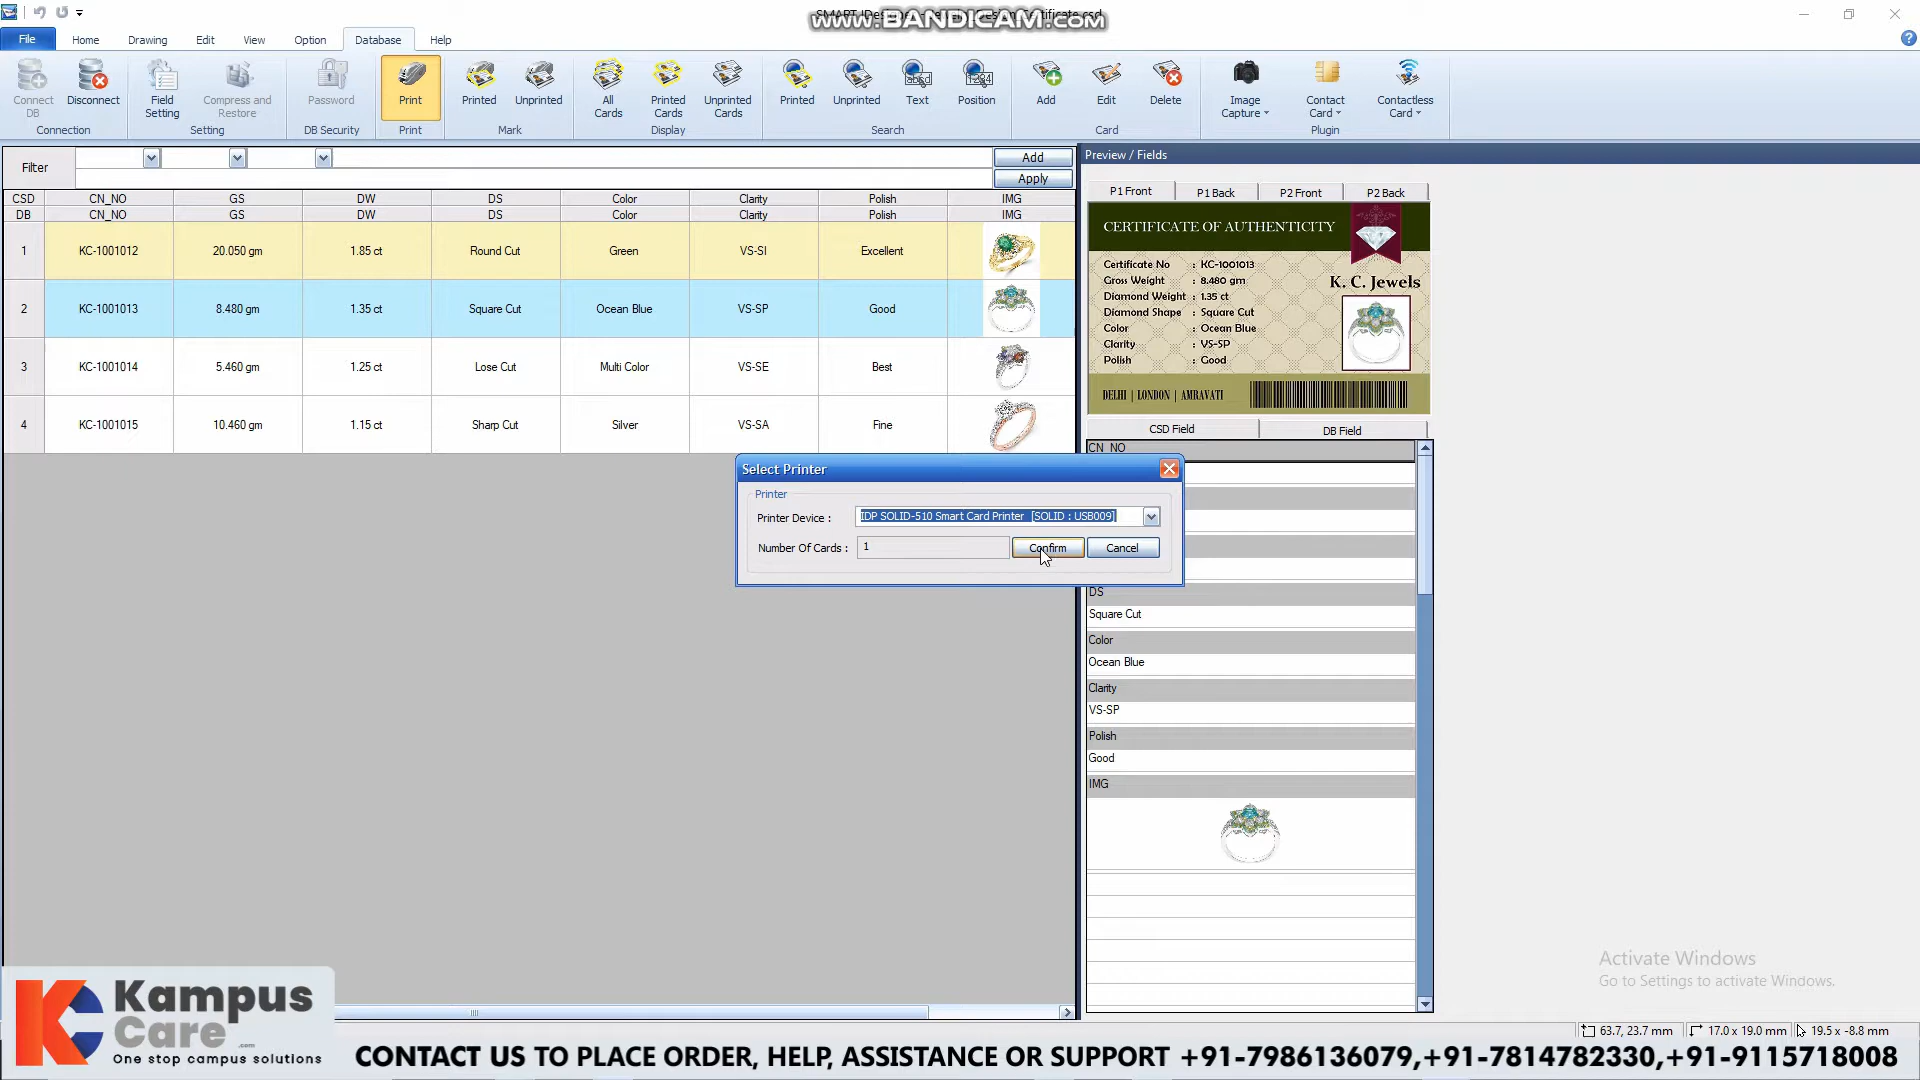 www.BANDICAM.com
File Home Drawing Edit View Option Database Help
Connect DB
Disconnect
Connection
Field Setting
Compress and Restore
Setting
Password
DB Security
Print
Print
Printed
Unprinted
Mark
All Cards
Printed Cards
Unprinted Cards
Display
Printed
Unprinted
Text
Position
Search
Add
Edit
Delete
Card
Image Capture
Contact Card
Contactless Card
Plugin
Filter
Add
Apply
CSD CN_NO GS DW DS Color Clarity Polish IMG
DB CN_NO GS DW DS Color Clarity Polish IMG
1 KC-1001012 20.050 gm 1.85 ct Round Cut Green VS-SI Excellent
2 KC-1001013 8.480 gm 1.35 ct Square Cut Ocean Blue VS-SP Good
3 KC-1001014 5.460 gm 1.25 ct Lose Cut Multi Color VS-SE Best
4 KC-1001015 10.460 gm 1.15 ct Sharp Cut Silver VS-SA Fine
Preview / Fields
P1 Front P1 Back P2 Front P2 Back
CERTIFICATE OF AUTHENTICITY
Certificate No : KC-1001013
Gross Weight : 8.480 gm
Diamond Weight : 1.35 ct
Diamond Shape : Square Cut
Color : Ocean Blue
Clarity : VS-SP
Polish : Good
K. C. Jewels
DELHI | LONDON | AMRAVATI
CSD Field DB Field
CN_NO
DS
Square Cut
Color
Ocean Blue
Clarity
VS-SP
Polish
Good
IMG
Select Printer
Printer
Printer Device : IDP SOLID-510 Smart Card Printer [SOLID : USB009]
Number Of Cards : 1 Confirm Cancel
Activate Windows
Go to Settings to activate Windows.
63.7, 23.7 mm 17.0 x 19.0 mm 19.5 x -8.8 mm
Kampus
Care .com
One stop campus solutions
CONTACT US TO PLACE ORDER, HELP, ASSISTANCE OR SUPPORT +91-7986136079,+91-7814782330,+91-9115718008